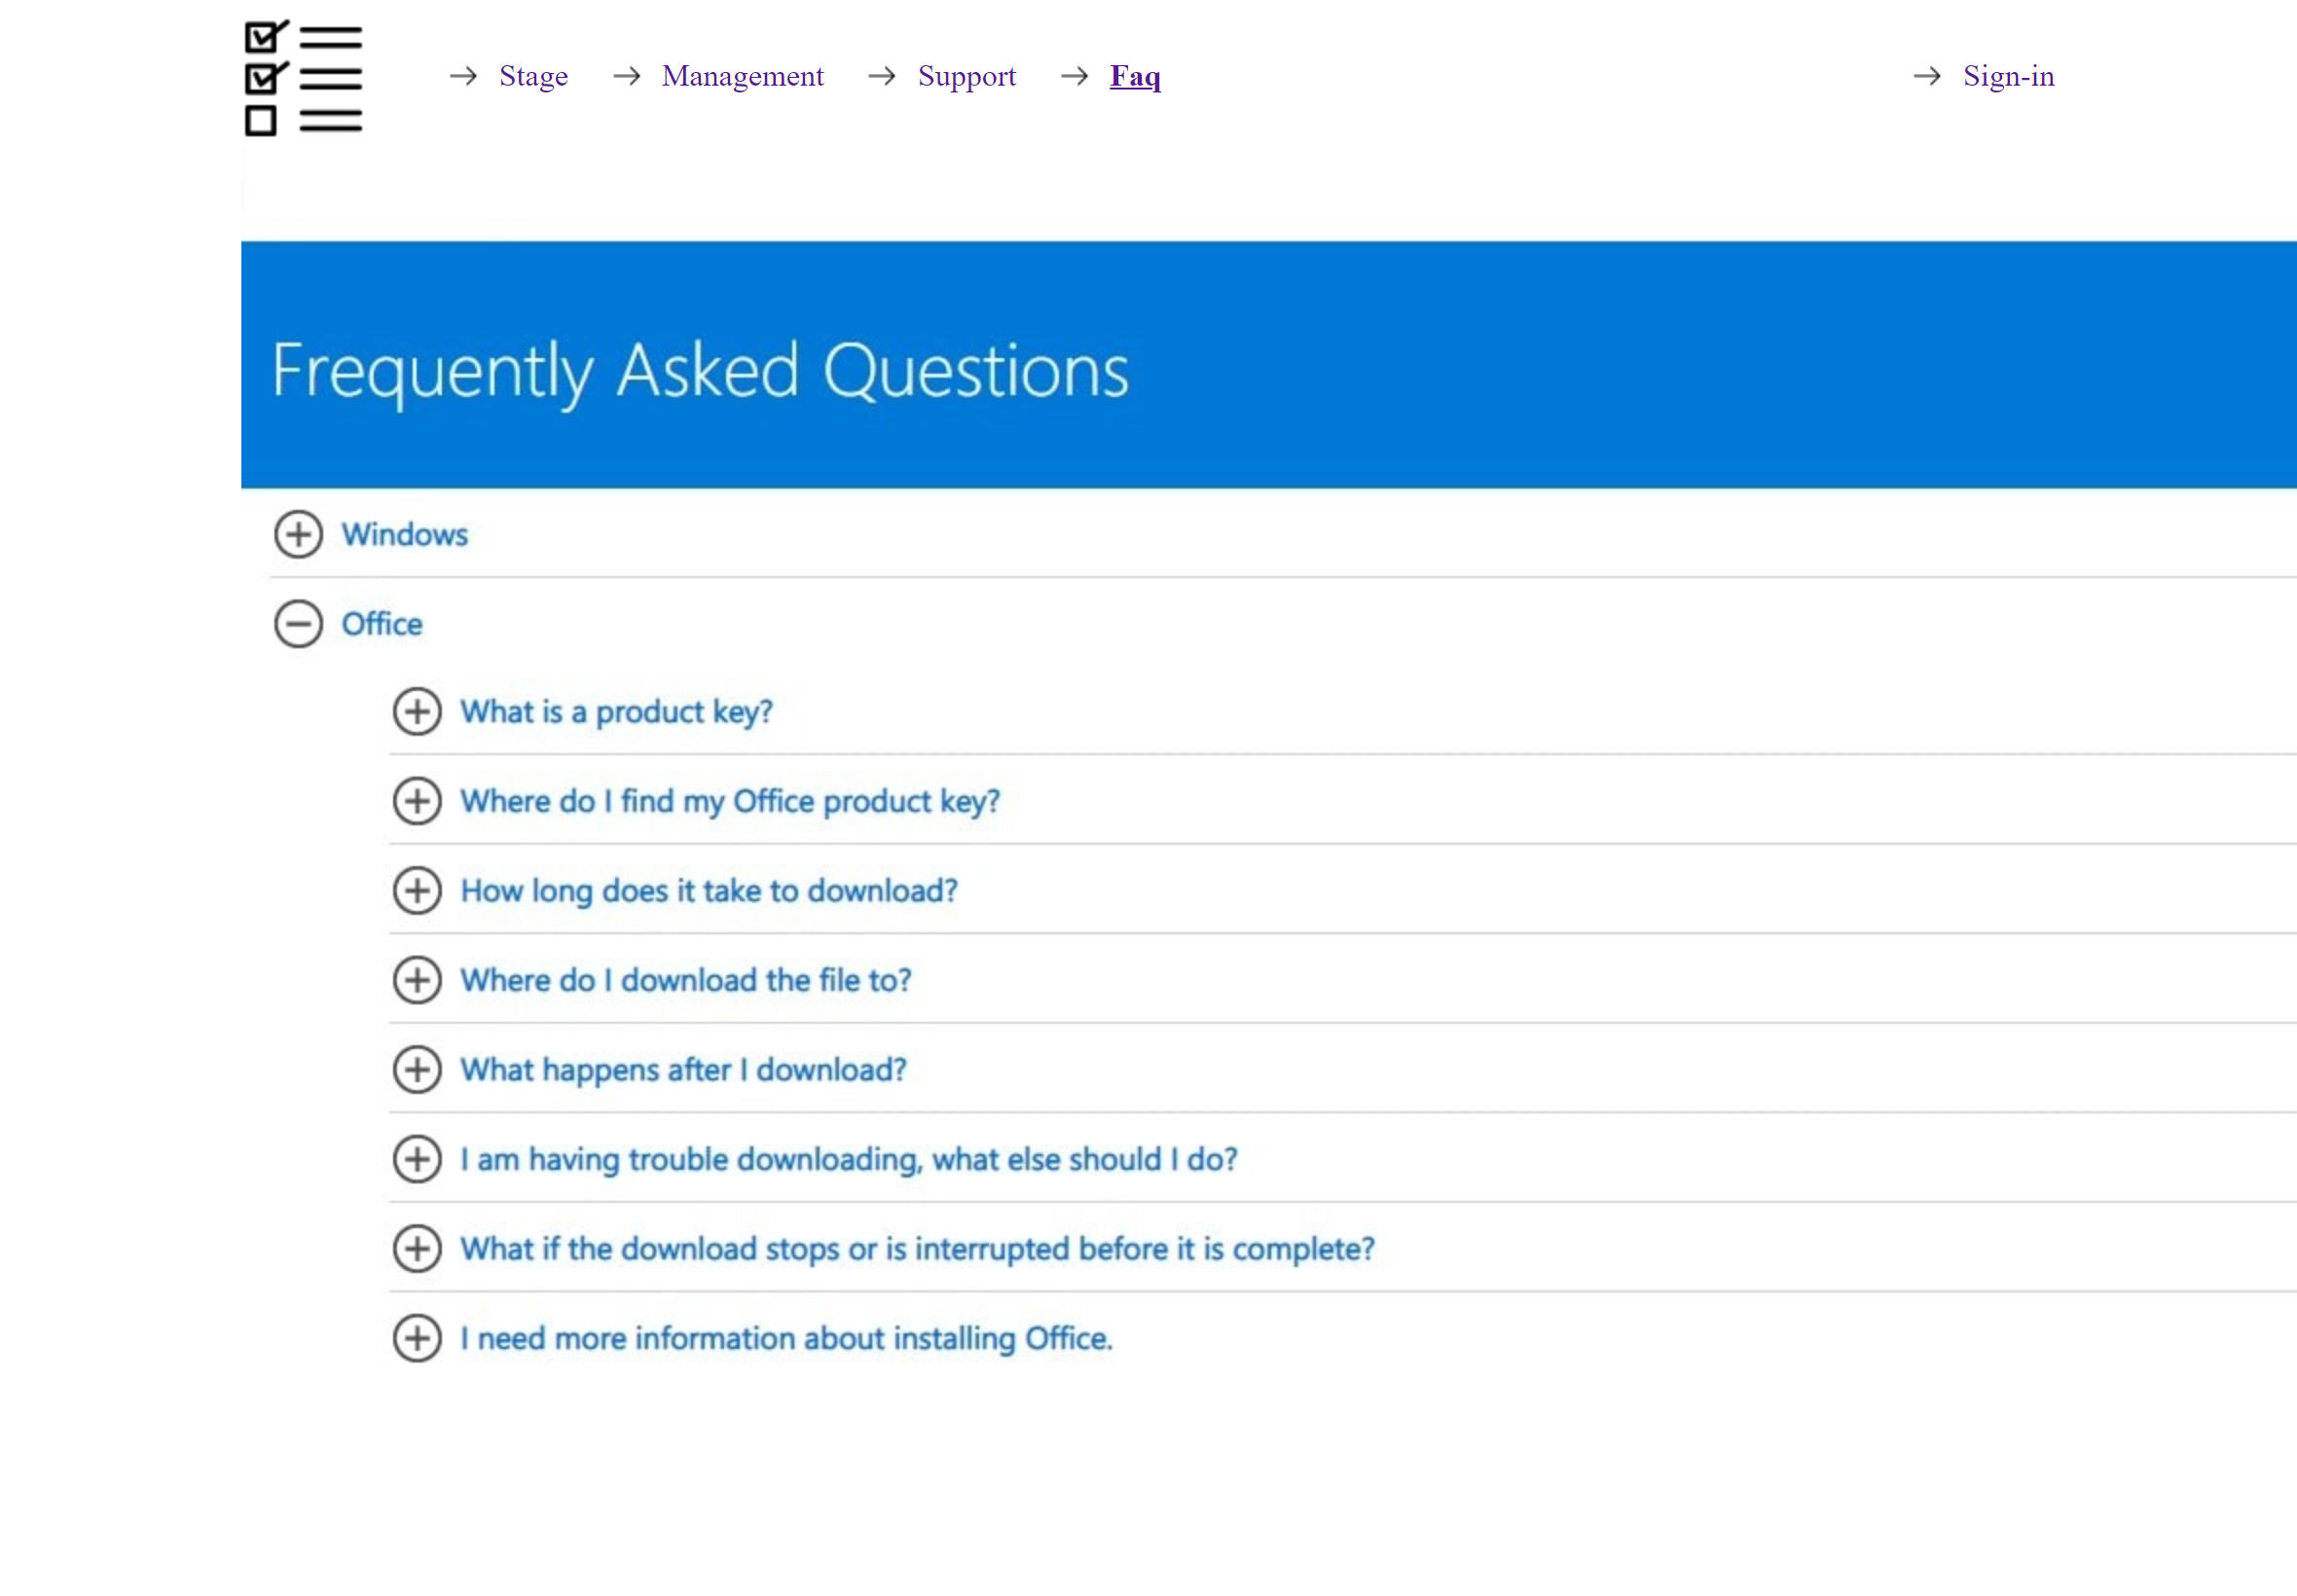 Stage Management Support Faq Sign-in
Frequently Asked Questions
Windows
Office
What is a product key?
Where do I find my Office product key?
How long does it take to download?
Where do I download the file to?
What happens after I download?
I am having trouble downloading, what else should I do?
What if the download stops or is interrupted before it is complete?
I need more information about installing Office.